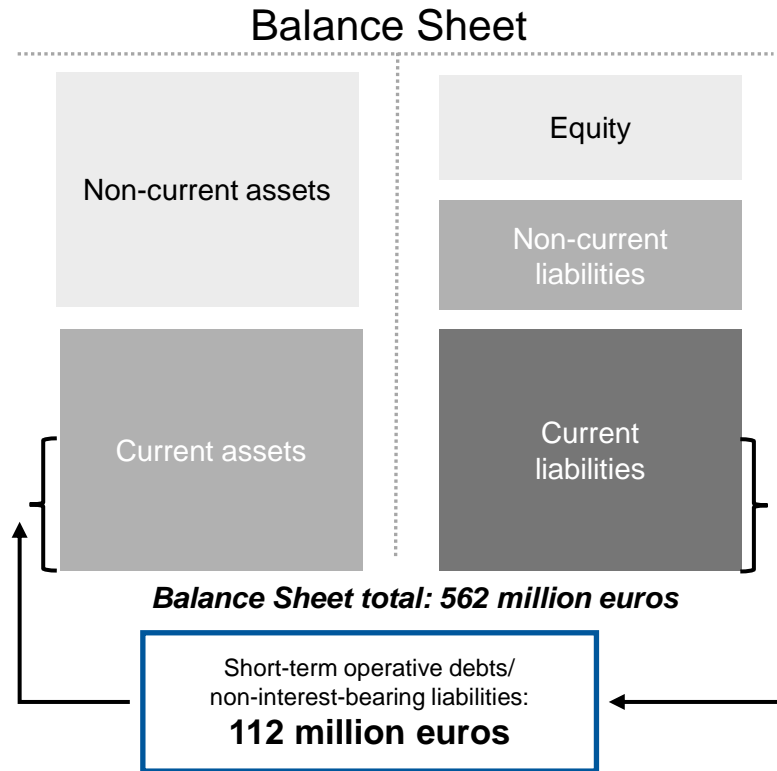 Balance Sheet
Non-current assets
Equity
Non-current
liabilities
Current assets
Current
liabilities
Balance Sheet total: 562 million euros
Short-term operative debts/
non-interest-bearing liabilities:
112 million euros